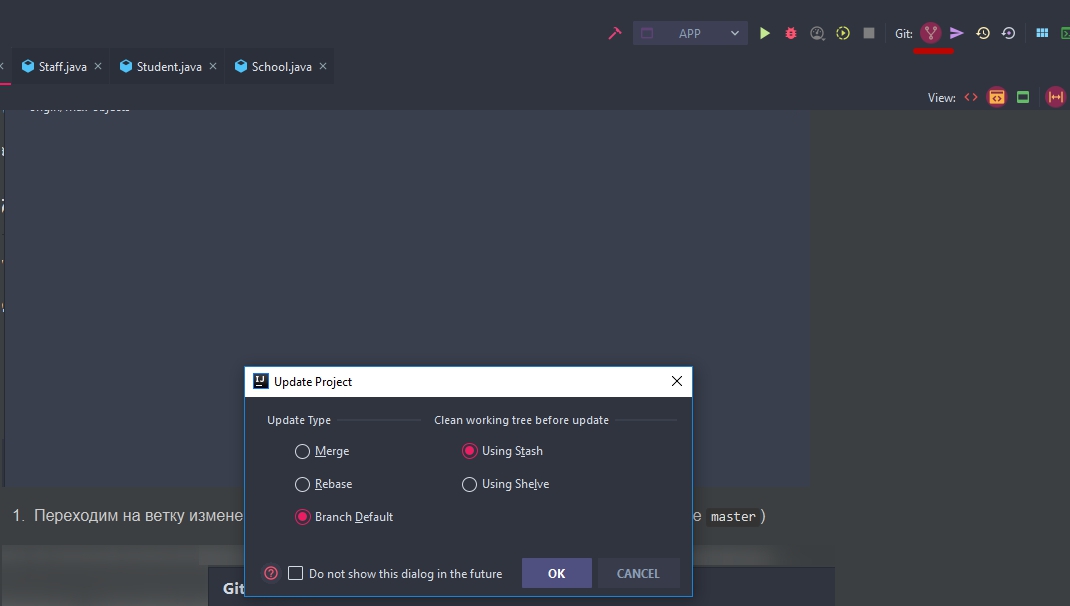 APP
Git:
Staff.java
Student.java
School.java
View:
IJ
Update Project
Update Type
Clean working tree before update
Merge
Using Stash
Rebase
Using Shelve
Branch Default
1. Переходим на ветку измене
е master )
? Do not show this dialog in the future
OK
CANCEL
Git